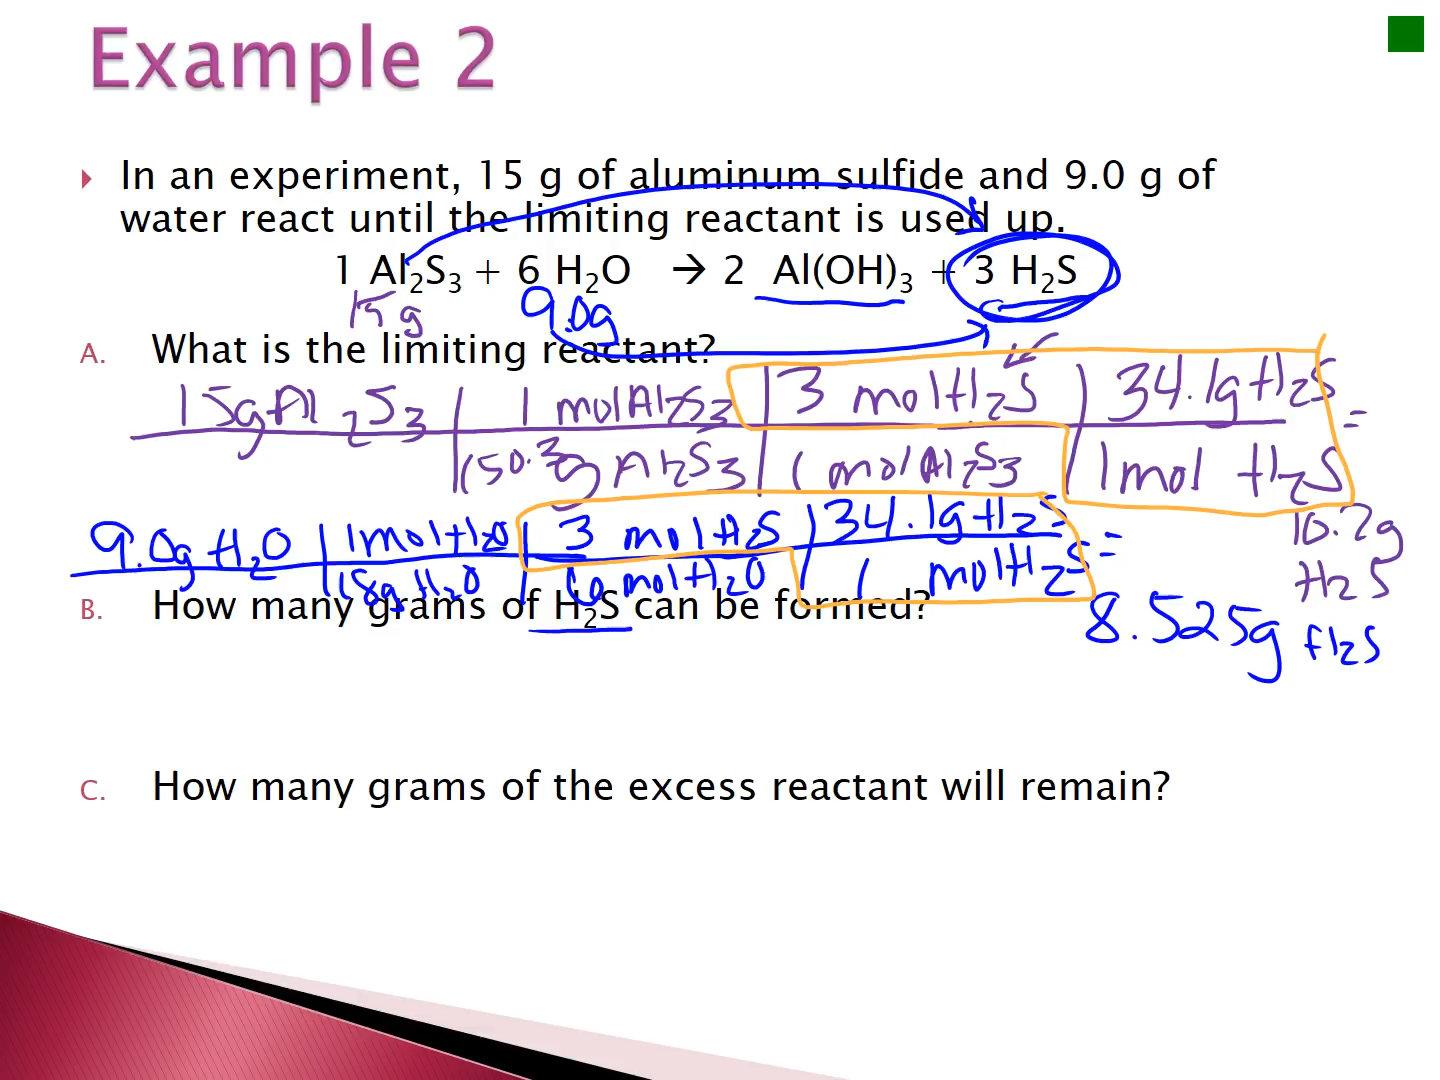 Example 2
In an experiment, 15 g of aluminum sulfide and 9.0 g of
water react until the limiting reactant is used up.
1 Al₂S₃ + 6 H₂O → 2 Al(OH)₃ + 3 H₂S
15 g 9.0g
A. What is the limiting reactant?
15g Al₂S₃ | 1 mol Al₂S₃ | 3 mol H₂S | 34.1g H₂S =
150.3g Al₂S₃ | 1 mol Al₂S₃ | 1 mol H₂S
10.2g
H₂S
9.0g H₂O | 1 mol H₂O | 3 mol H₂S | 34.1g H₂S =
18g H₂O | 6 mol H₂O | 1 mol H₂S
8.525g H₂S
B. How many grams of H₂S can be formed?
C. How many grams of the excess reactant will remain?